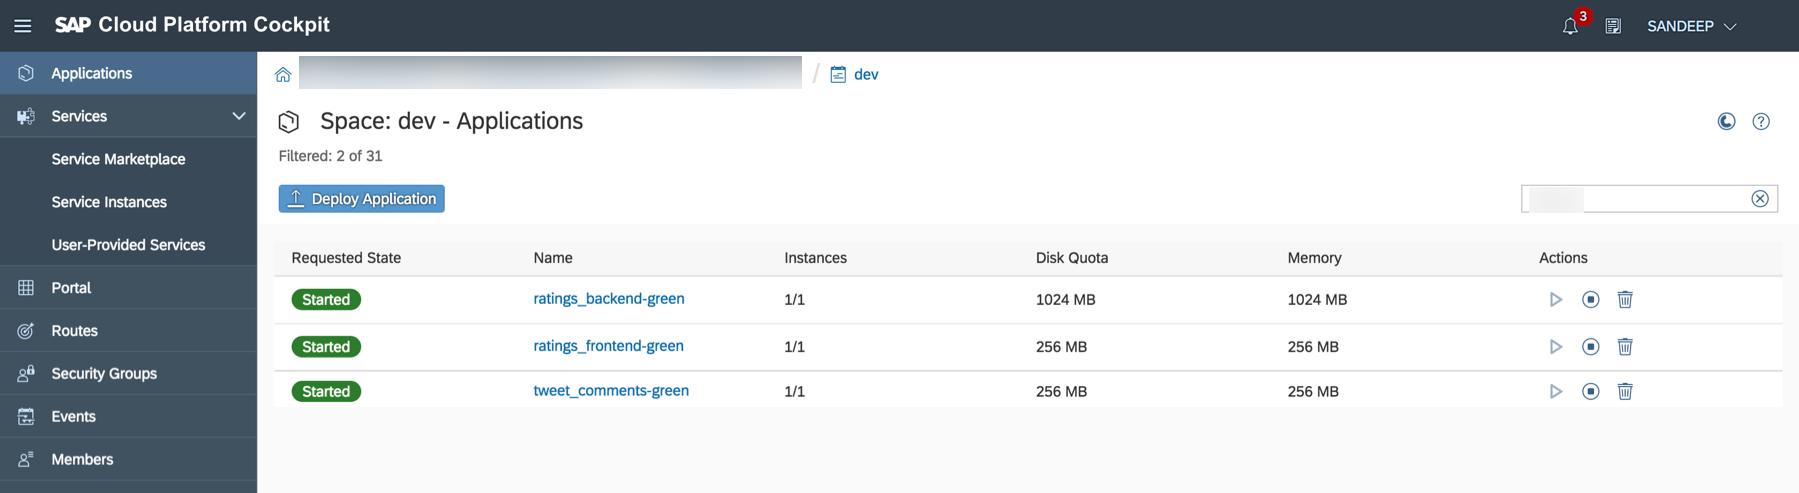 SAP Cloud Platform Cockpit
3
SANDEEP
Applications
Services
Service Marketplace
Service Instances
User-Provided Services
Portal
Routes
Security Groups
Events
Members
/ dev
Space: dev - Applications
Filtered: 2 of 31
Deploy Application
Requested State Name Instances Disk Quota Memory Actions
Started ratings_backend-green 1/1 1024 MB 1024 MB
Started ratings_frontend-green 1/1 256 MB 256 MB
Started tweet_comments-green 1/1 256 MB 256 MB